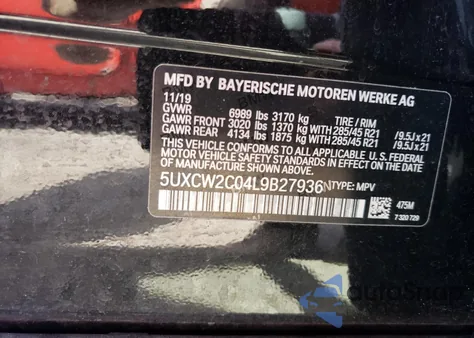 MFD BY BAYERISCHE MOTOREN WERKE AG
11/19
GVWR 6989 lbs 3170 kg TIRE / RIM
GAWR FRONT 3020 lbs 1370 kg WITH 285/45 R21 /9.5J x 21
GAWR REAR 4134 lbs 1875 kg WITH 285/45 R21 /9.5J x 21
THIS VEHICLE CONFORMS TO ALL APPLICABLE FEDERAL
MOTOR VEHICLE SAFETY STANDARDS
IN EFFECT ON THE DATE OF
MANUFACTURE SHOWN ABOVE.
5UXCW2C04L9B27936 TYPE: MPV
475M
7 320 729
AutoSnap